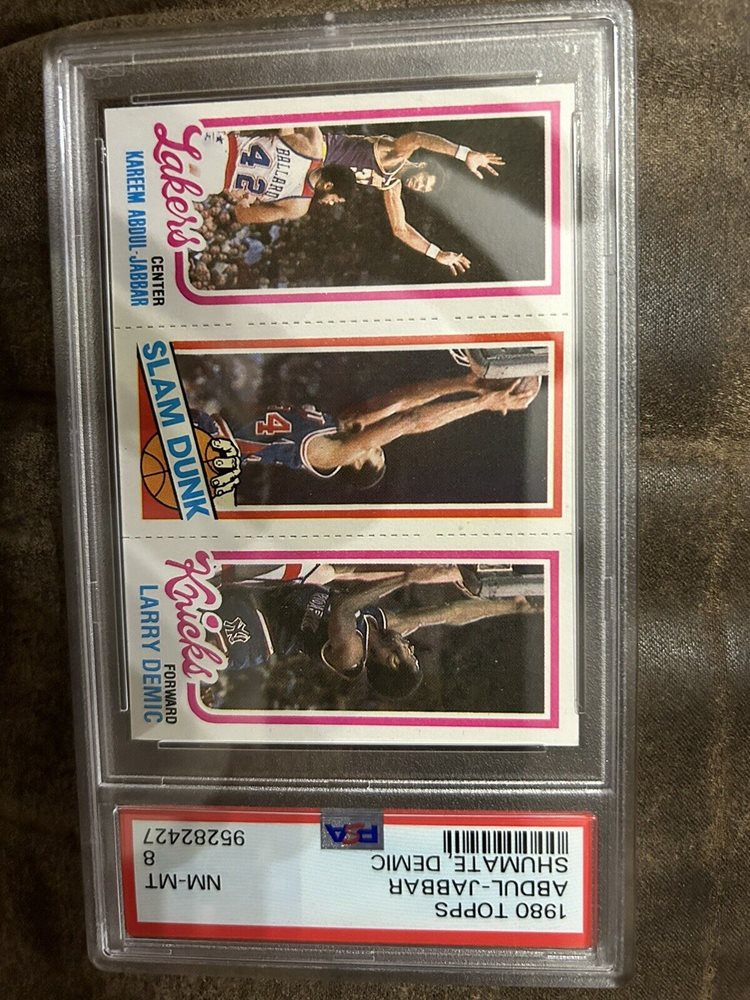 1980 TOPPS
ABDUL-JABBAR
SHUMATE, DEMIC
NM-MT
8
95282427
PSA
Lakers
CENTER
KAREEM ABDUL-JABBAR
BALLARD
42
SLAM DUNK
4
Knicks
FORWARD
LARRY DEMIC
NY